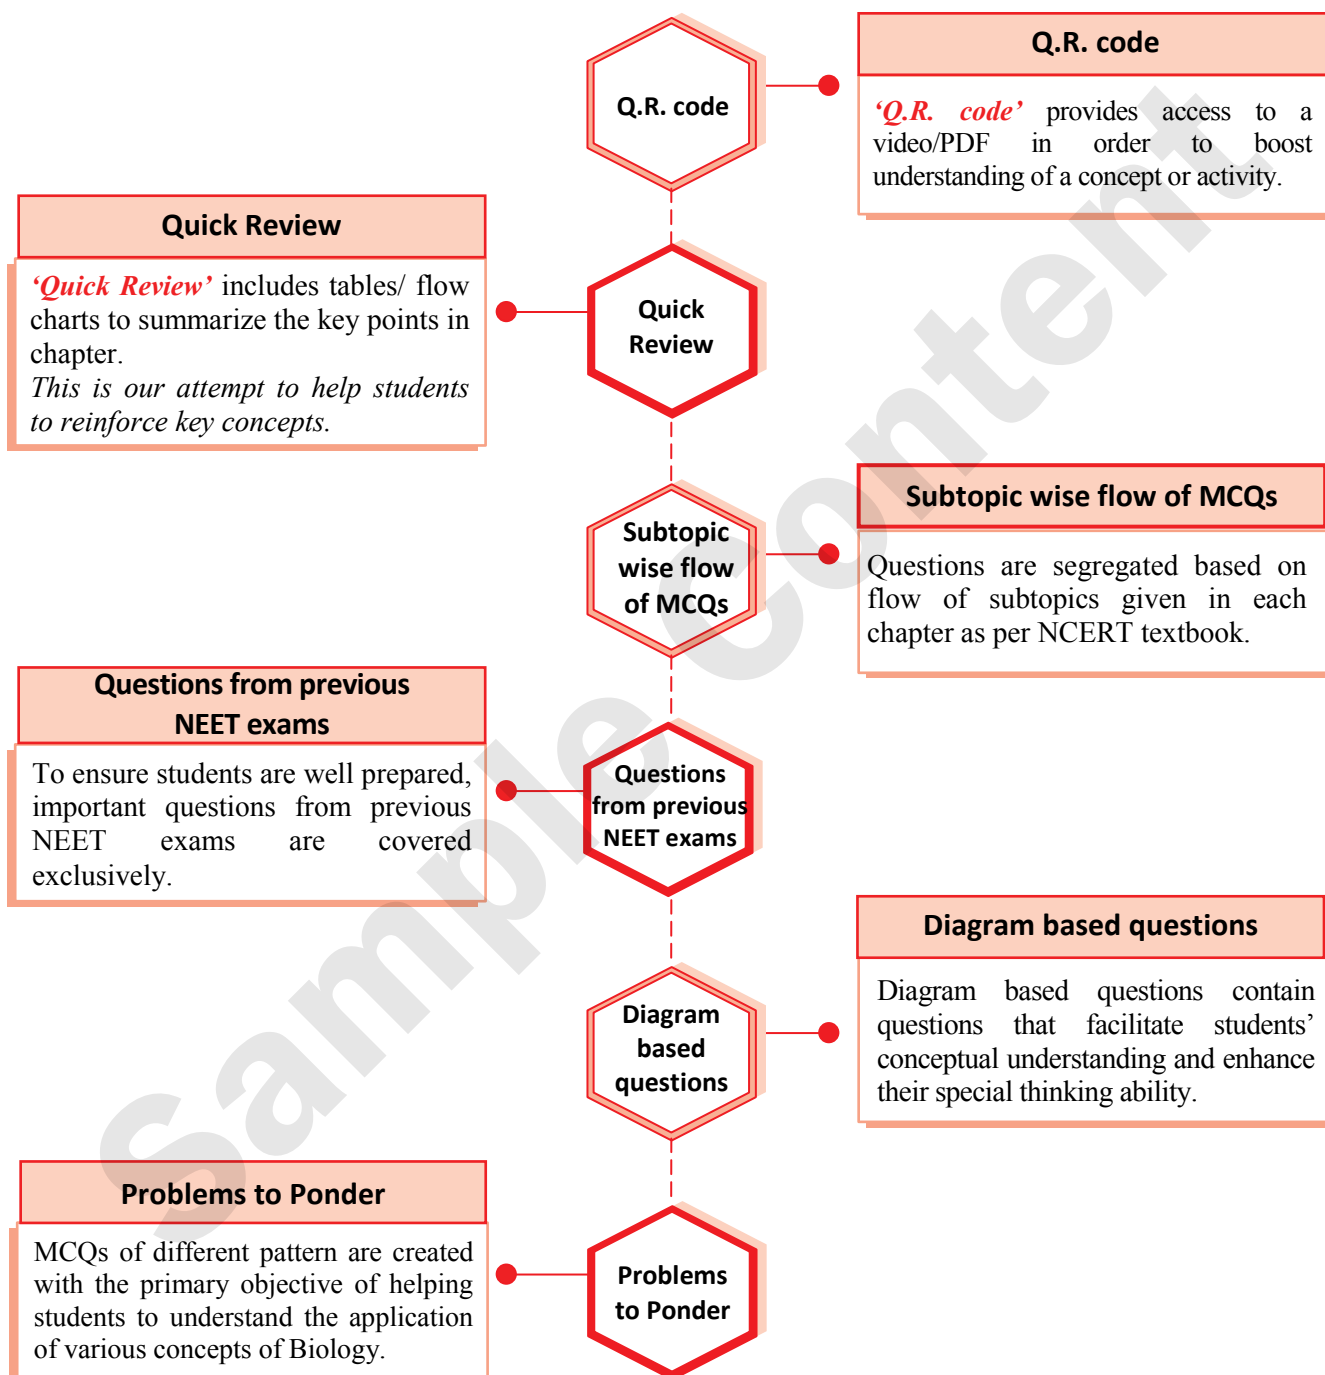 Q.R. code
Q.R. code
‘Q.R. code’ provides access to a
video/PDF in order to boost
understanding of a concept or activity.
Quick Review
‘Quick Review’ includes tables/ flow
charts to summarize the key points in
chapter.
This is our attempt to help students
to reinforce key concepts.
Quick
Review
Subtopic
wise flow
of MCQs
Subtopic wise flow of MCQs
Questions are segregated based on
flow of subtopics given in each
chapter as per NCERT textbook.
Questions from previous
NEET exams
To ensure students are well prepared,
important questions from previous
NEET exams are covered
exclusively.
Questions
from previous
NEET exams
Diagram
based
questions
Diagram based questions
Diagram based questions contain
questions that facilitate students’
conceptual understanding and enhance
their special thinking ability.
Problems to Ponder
MCQs of different pattern are created
with the primary objective of helping
students to understand the application
of various concepts of Biology.
Problems
to Ponder
Sample Content